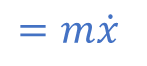 = mẋ